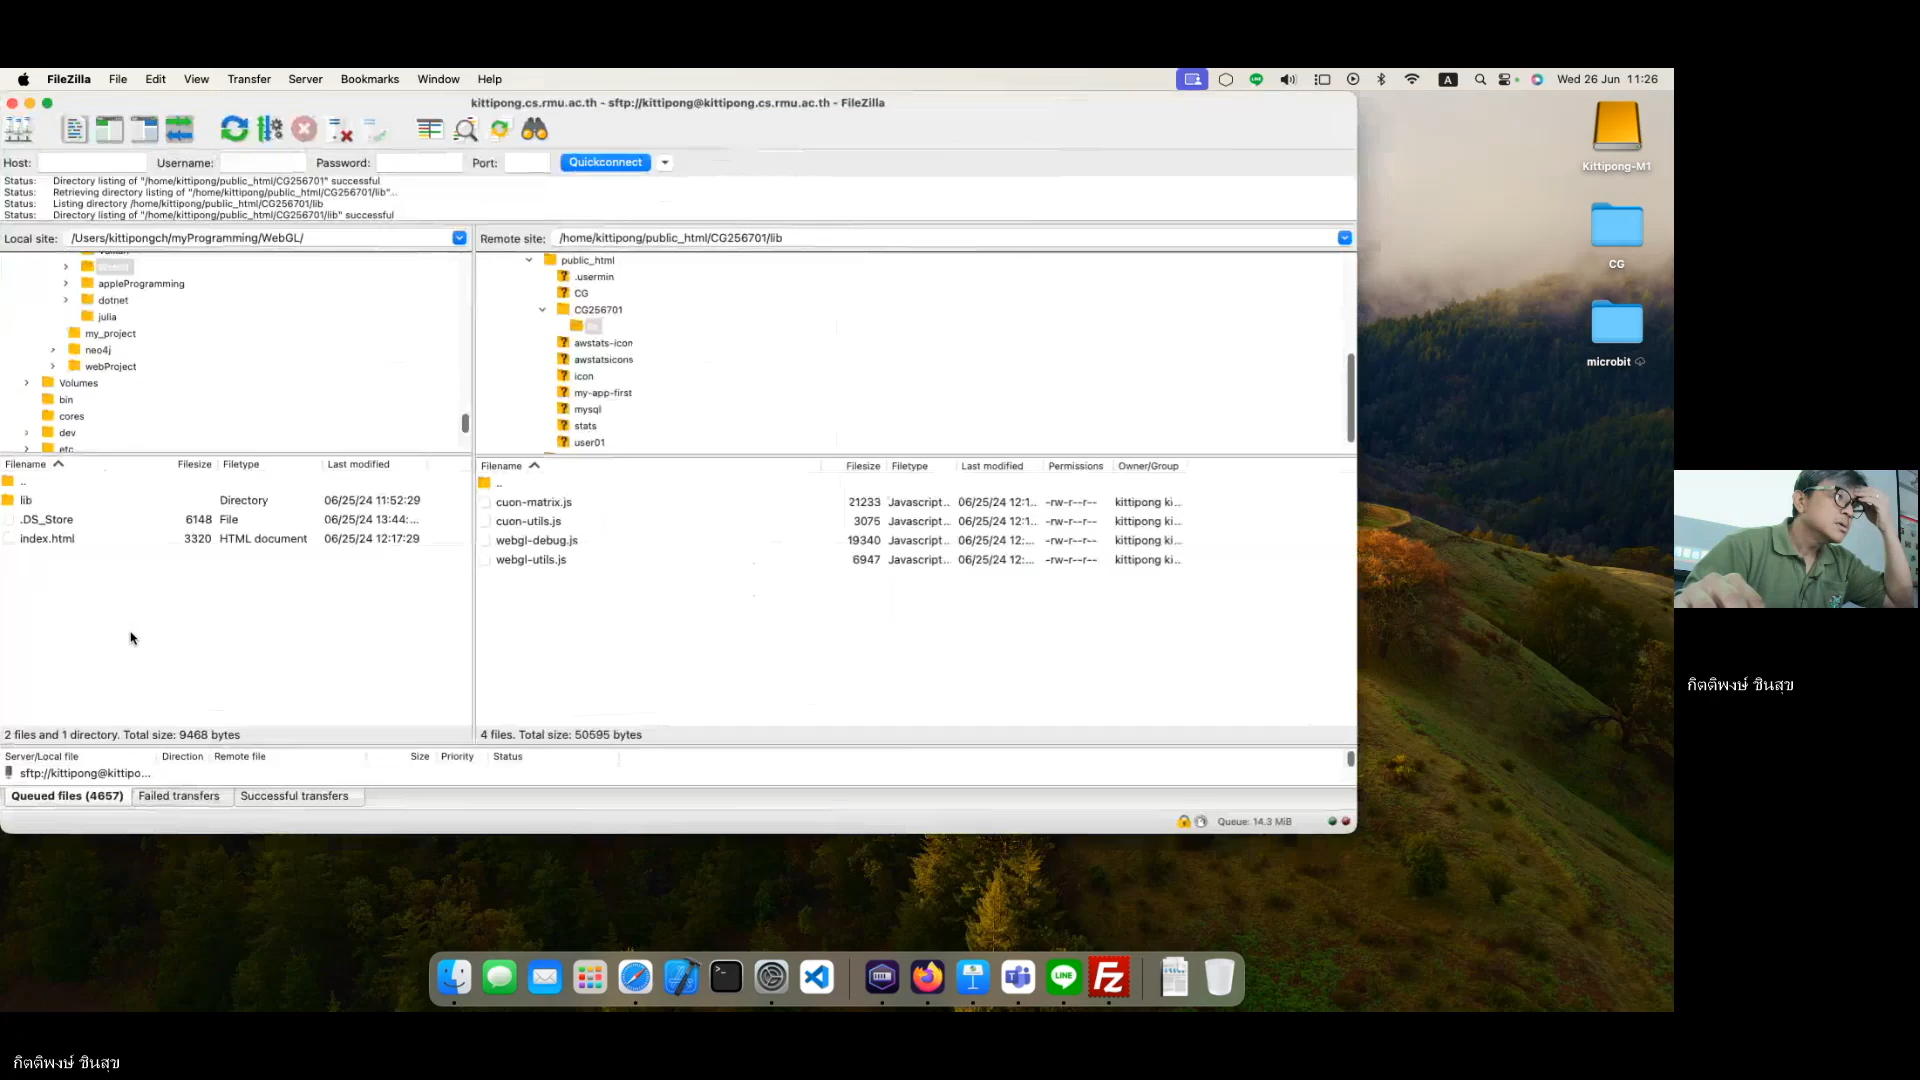 FileZilla File Edit View Transfer Server Bookmarks Window Help A Wed 26 Jun 11:26
kittipong.cs.rmu.ac.th - sftp://kittipong@kittipong.cs.rmu.ac.th - FileZilla
Host: Username: Password: Port: Quickconnect
Status: Directory listing of "/home/kittipong/public_html/CG256701" successful
Status: Retrieving directory listing of "/home/kittipong/public_html/CG256701/lib"...
Status: Listing directory /home/kittipong/public_html/CG256701/lib
Status: Directory listing of "/home/kittipong/public_html/CG256701/lib" successful
Local site: /Users/kittipongch/myProgramming/WebGL/
appleProgramming
dotnet
julia
my_project
neo4j
webProject
Volumes
bin
cores
dev
etc
Filename Filesize Filetype Last modified
..
lib Directory 06/25/24 11:52:29
.DS_Store 6148 File 06/25/24 13:44:...
index.html 3320 HTML document 06/25/24 12:17:29
2 files and 1 directory. Total size: 9468 bytes
Remote site: /home/kittipong/public_html/CG256701/lib
public_html
.usermin
CG
CG256701
awstats-icon
awstatsicons
icon
my-app-first
mysql
stats
user01
Filename Filesize Filetype Last modified Permissions Owner/Group
..
cuon-matrix.js 21233 Javascript... 06/25/24 12:1... -rw-r--r-- kittipong ki...
cuon-utils.js 3075 Javascript... 06/25/24 12:1... -rw-r--r-- kittipong ki...
webgl-debug.js 19340 Javascript... 06/25/24 12:... -rw-r--r-- kittipong ki...
webgl-utils.js 6947 Javascript... 06/25/24 12:... -rw-r--r-- kittipong ki...
4 files. Total size: 50595 bytes
Server/Local file Direction Remote file Size Priority Status
sftp://kittipong@kittipo...
Queued files (4657) Failed transfers Successful transfers
Queue: 14.3 MiB
Kittipong-M1
CG
microbit
LINE
Fz
กิตติพงษ์ ชินสุข
กิตติพงษ์ ชินสุข